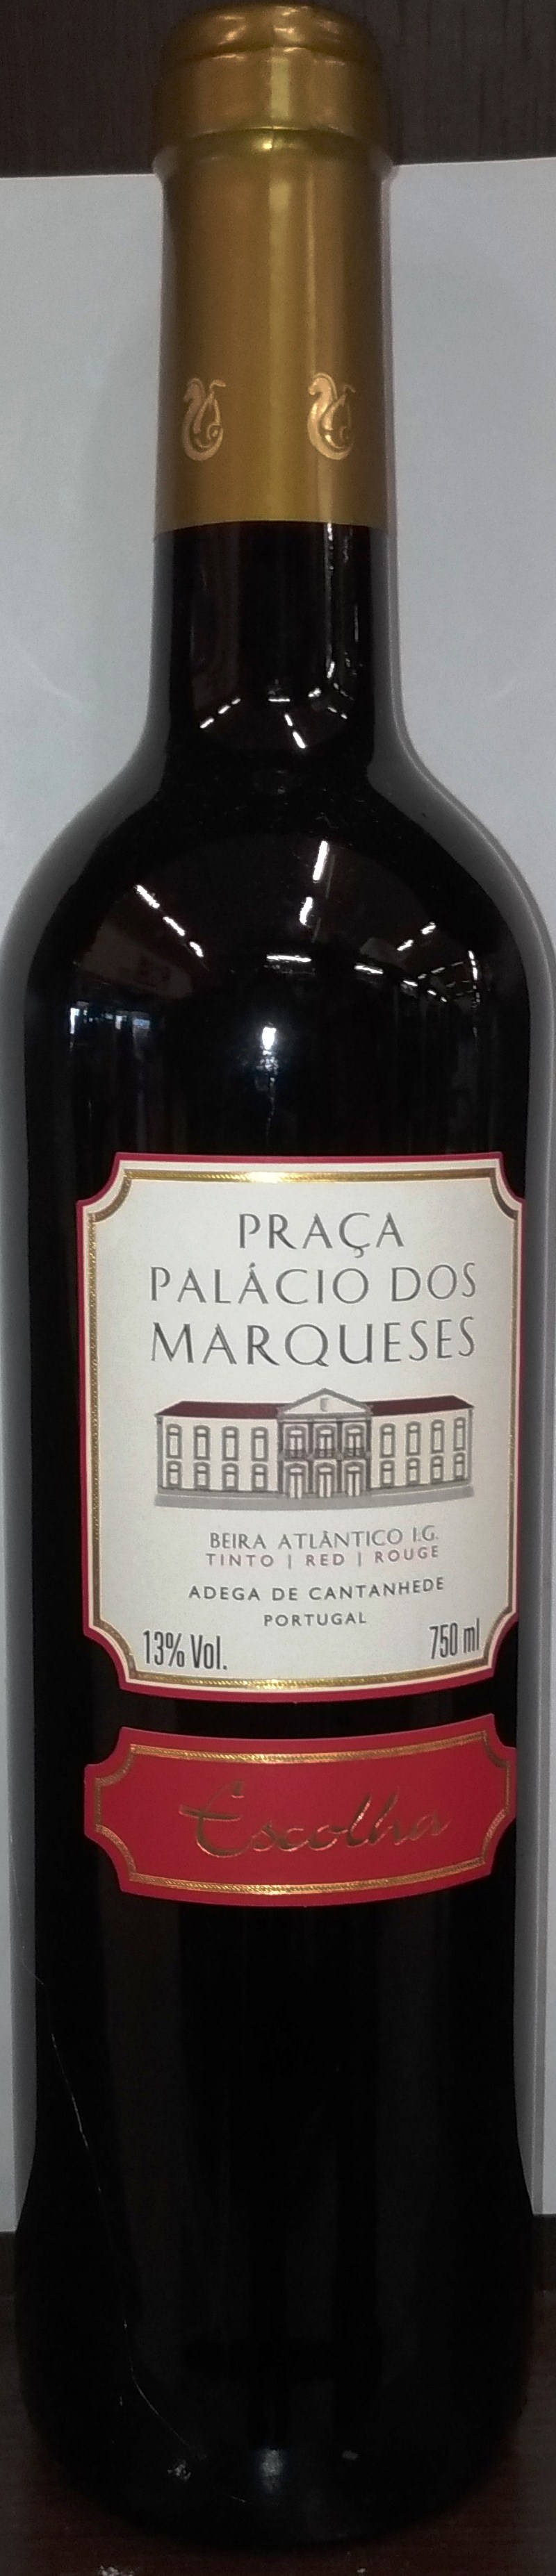 PRAÇA
PALÁCIO DOS
MARQUESES
BEIRA ATLÂNTICO I.G.
TINTO | RED | ROUGE
ADEGA DE CANTANHEDE
PORTUGAL
13% Vol. 750 ml
Escolha